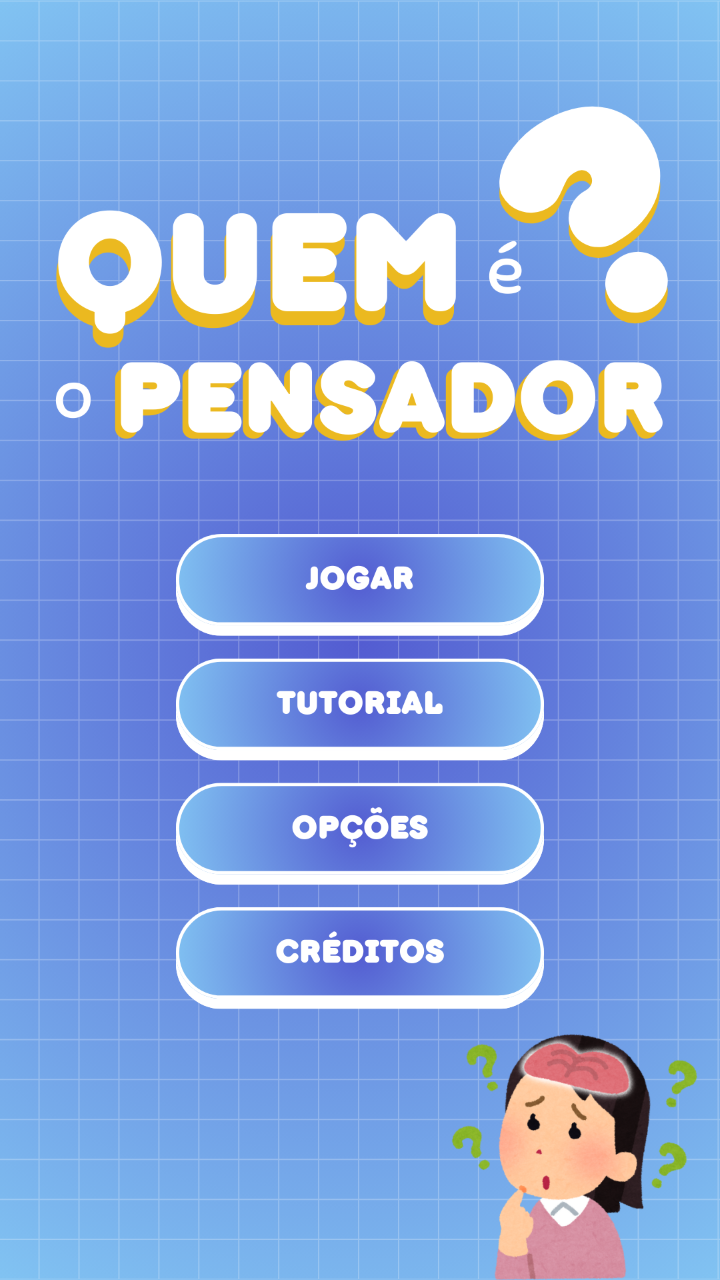 QUEM é ?
o PENSADOR
JOGAR
TUTORIAL
OPÇÕES
CRÉDITOS
? ?
? ?